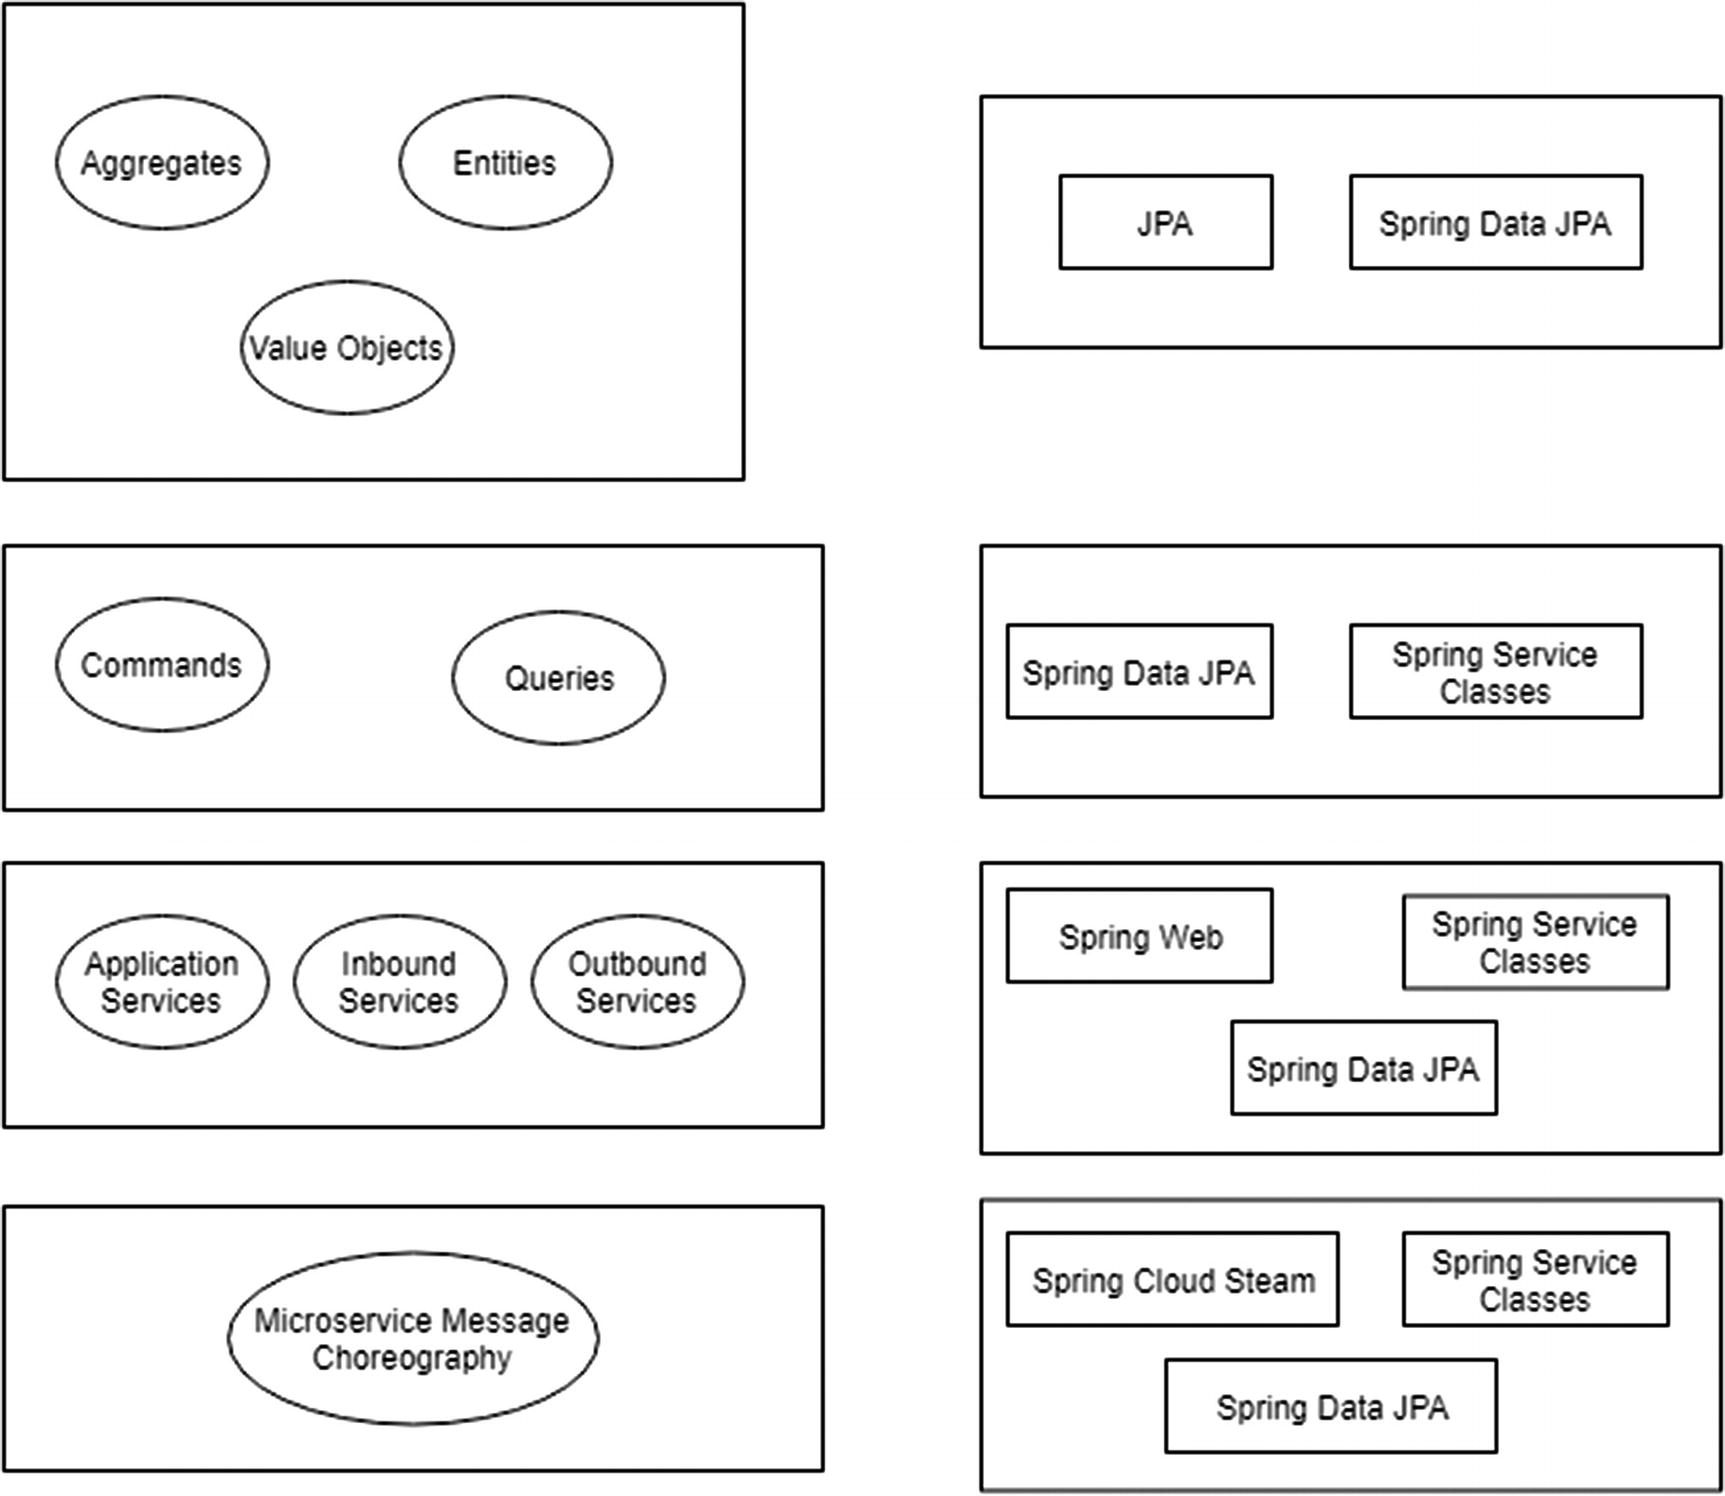 Aggregates
Entities
Value Objects
JPA
Spring Data JPA
Commands
Queries
Spring Data JPA
Spring Service
Classes
Application
Services
Inbound
Services
Outbound
Services
Spring Web
Spring Service
Classes
Spring Data JPA
Microservice Message
Choreography
Spring Cloud Steam
Spring Service
Classes
Spring Data JPA